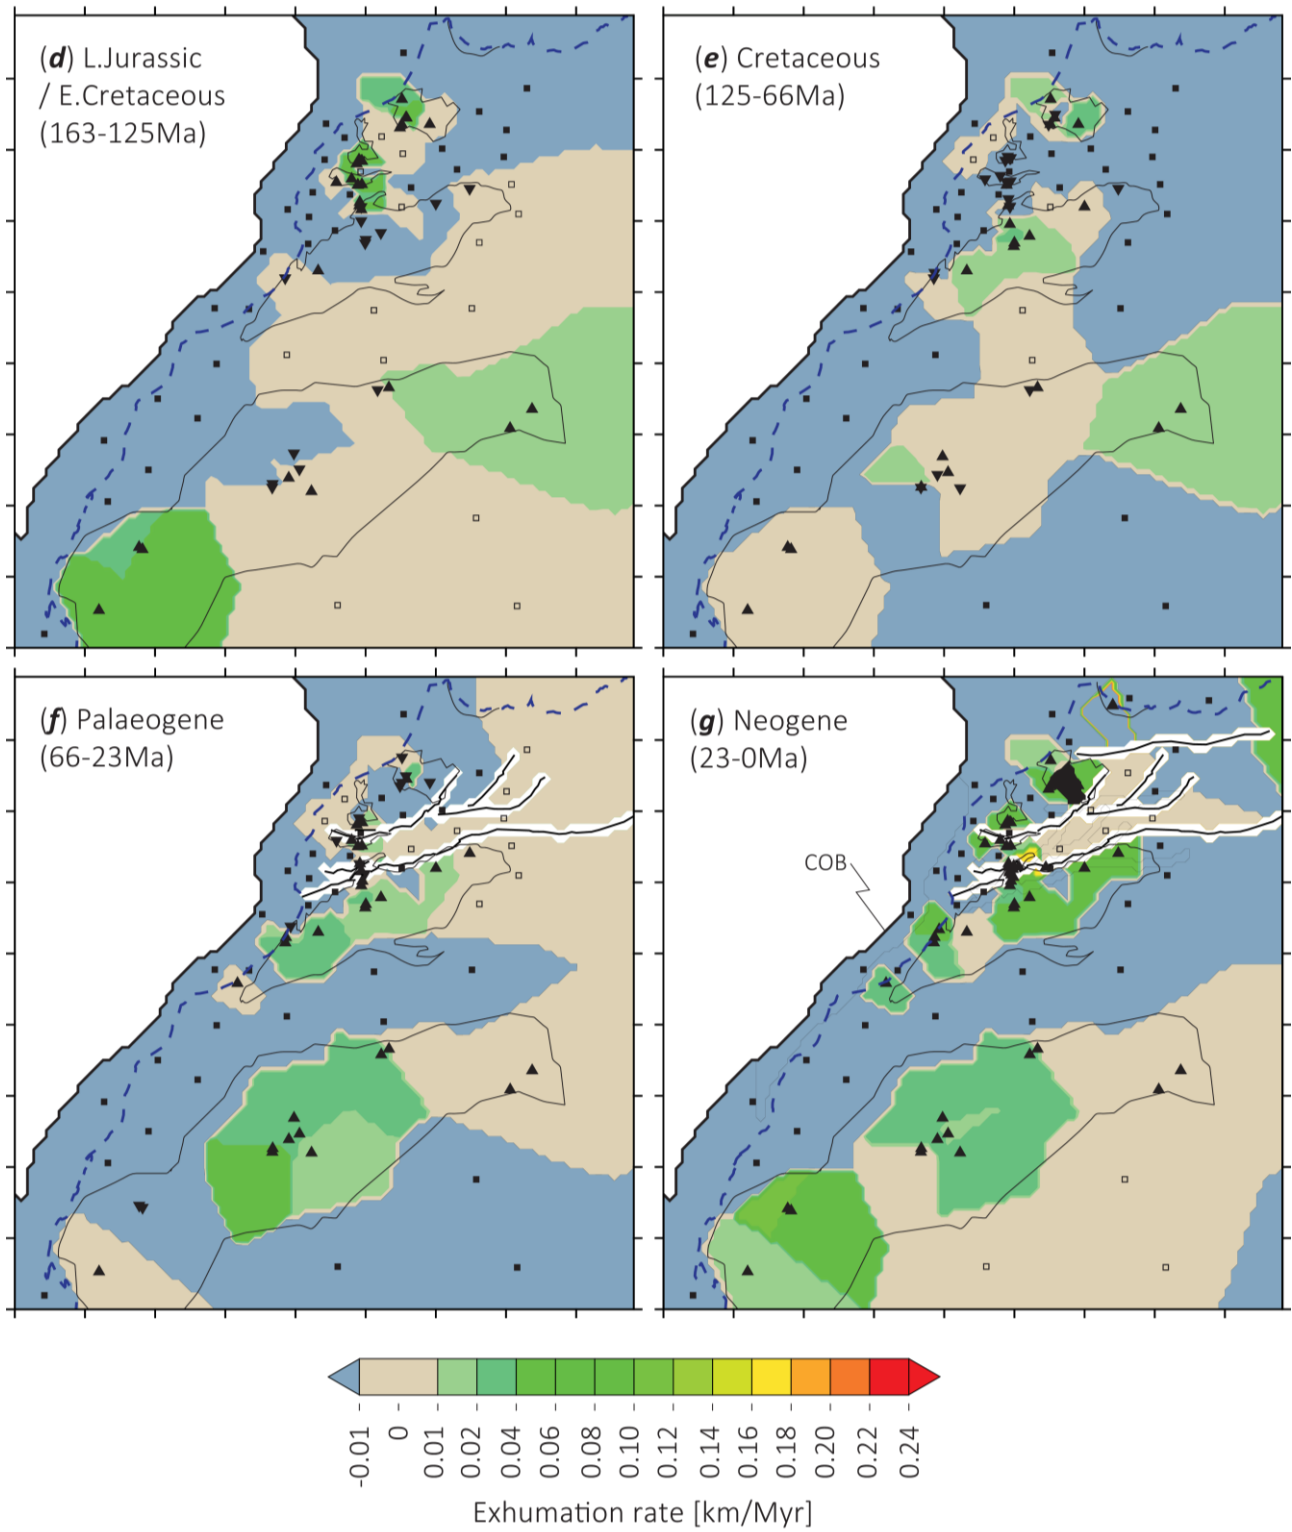 (d) L.Jurassic
/ E.Cretaceous
(163-125Ma)
(e) Cretaceous
(125-66Ma)
(f) Palaeogene
(66-23Ma)
(g) Neogene
(23-0Ma)
COB
-0.01
0
0.01
0.02
0.04
0.06
0.08
0.10
0.12
0.14
0.16
0.18
0.20
0.22
0.24
Exhumation rate [km/Myr]